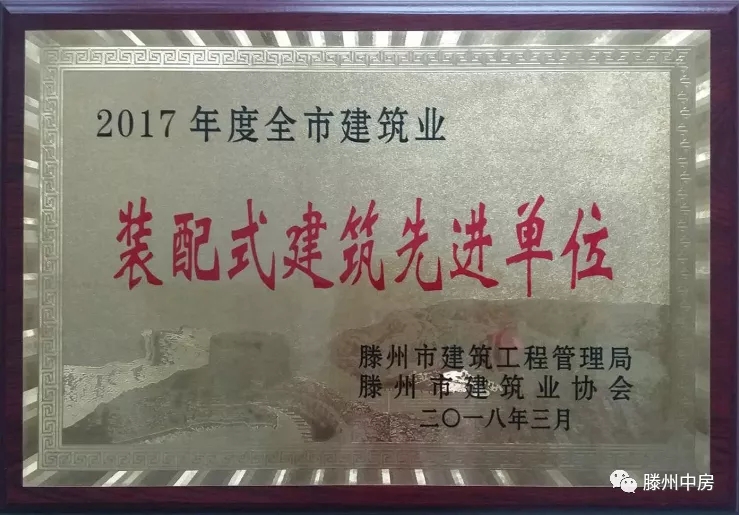 2017年度全市建筑业
装配式建筑先进单位
滕州市建筑工程管理局
滕州市建筑业协会
二〇一八年三月
滕州中房